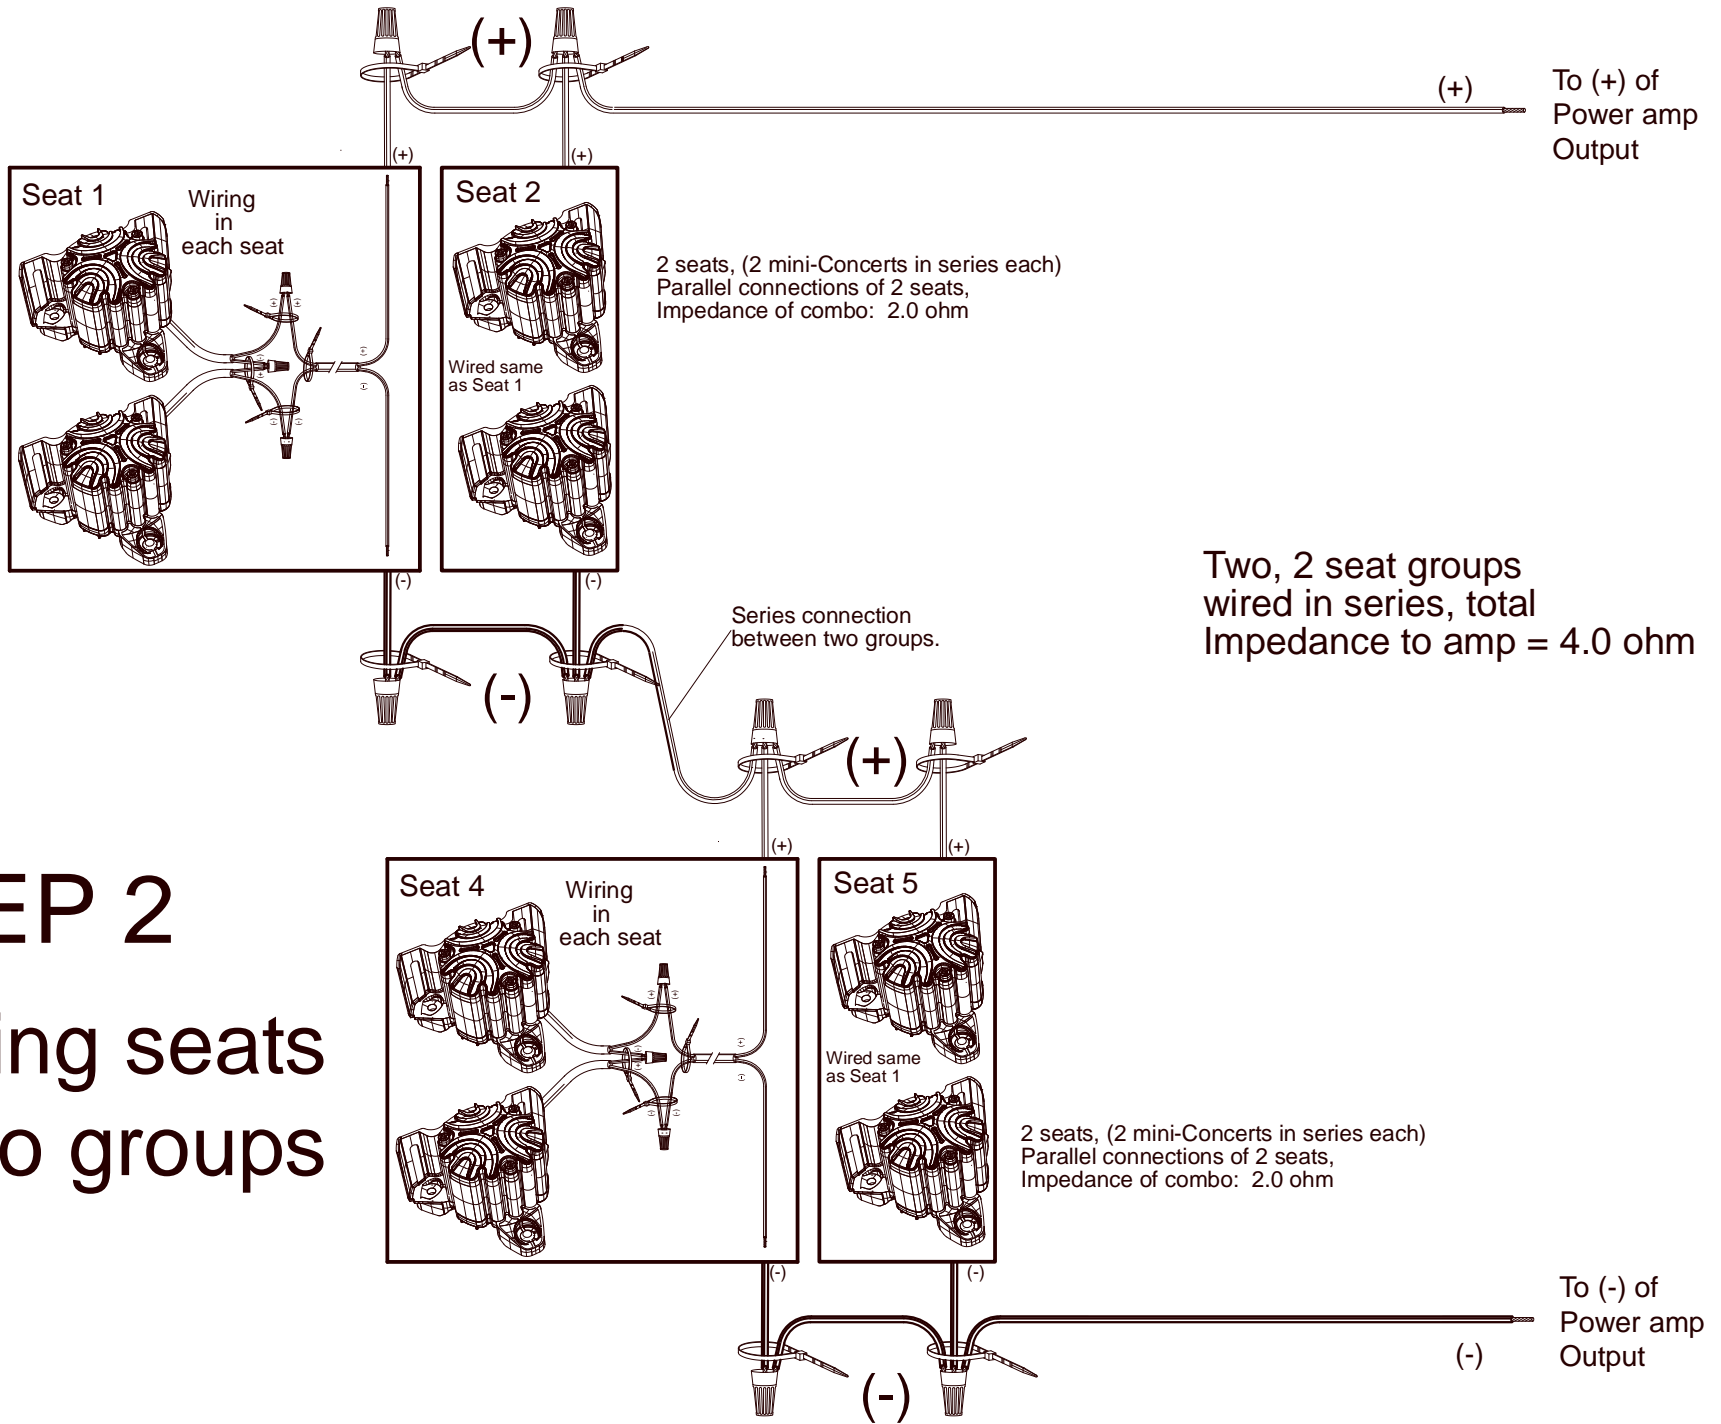 (+)
(+)
To (+) of
Power amp
Output
(+)
(+)
Seat 1
Wiring
in
each seat
Seat 2
2 seats, (2 mini-Concerts in series each)
Parallel connections of 2 seats,
Impedance of combo:  2.0 ohm
Wired same
as Seat 1
(-)
(-)
Two, 2 seat groups
wired in series, total
Impedance to amp = 4.0 ohm
Series connection
between two groups.
(-)
(+)
(+)
(+)
EP 2
ing seats
o groups
Seat 4
Wiring
in
each seat
Seat 5
Wired same
as Seat 1
2 seats, (2 mini-Concerts in series each)
Parallel connections of 2 seats,
Impedance of combo:  2.0 ohm
(-)
(-)
To (-) of
Power amp
Output
(-)
(-)